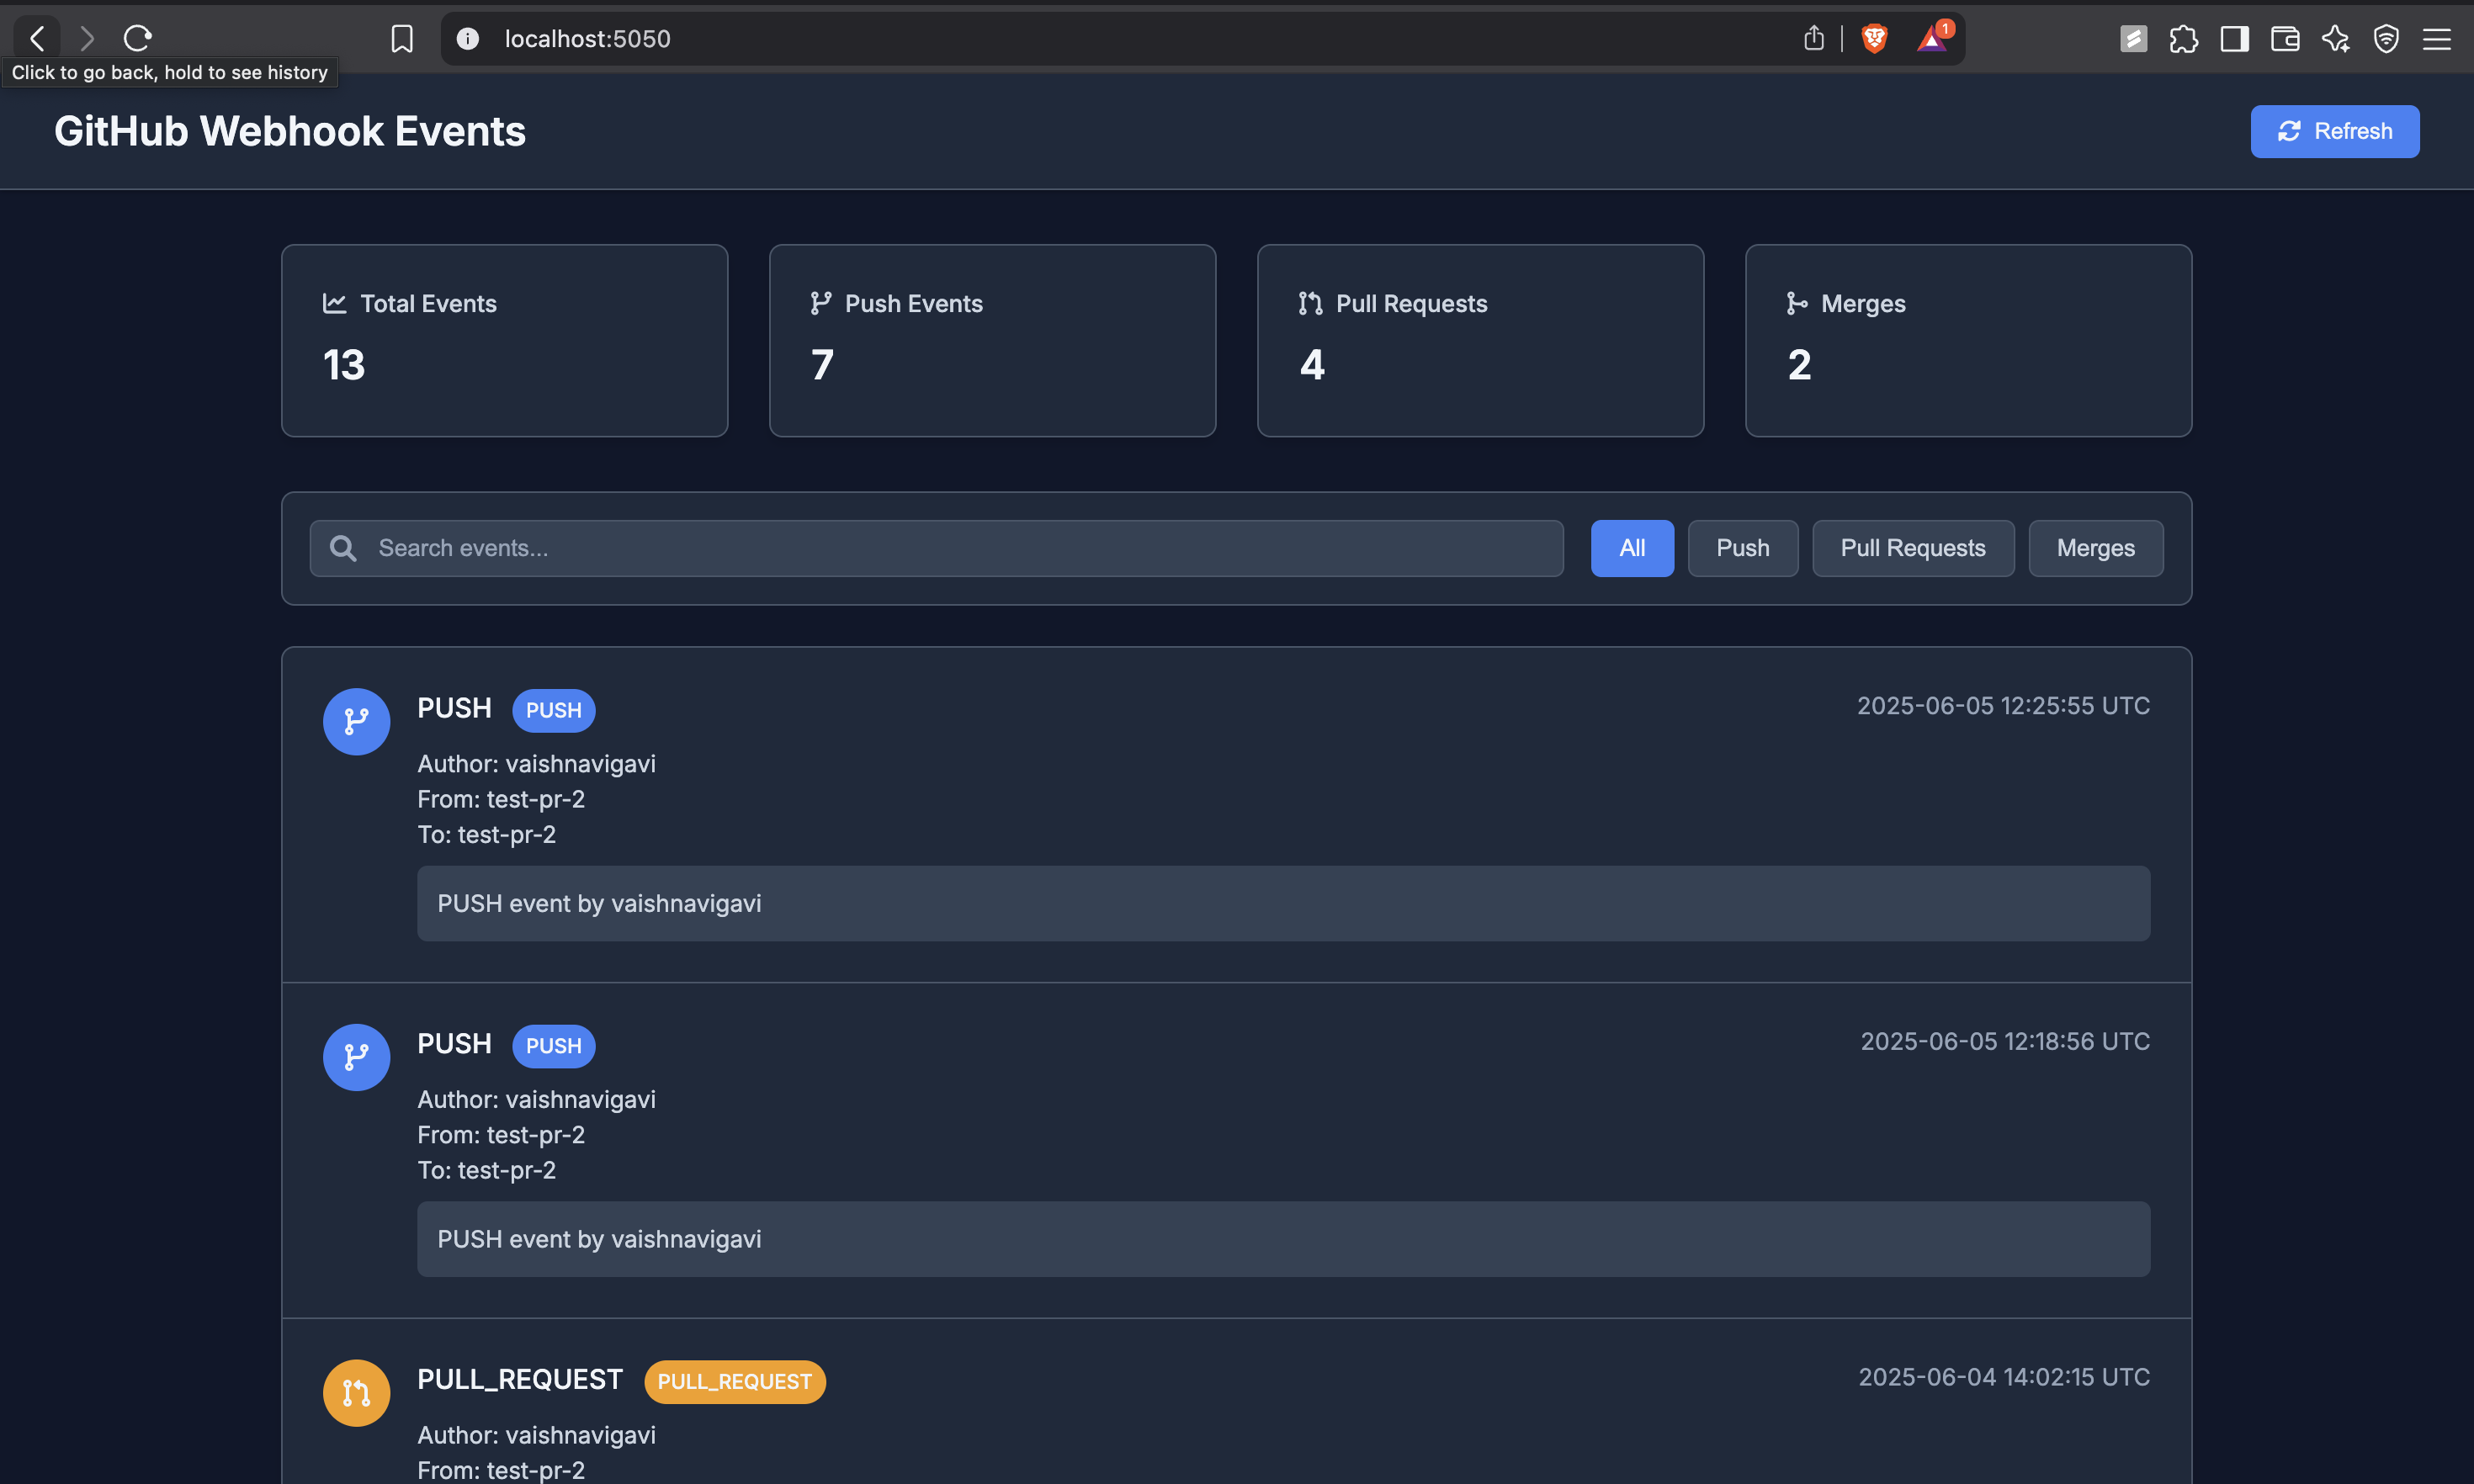 localhost:5050
1
Click to go back, hold to see history
GitHub Webhook Events
Refresh
Total Events
13
Push Events
7
Pull Requests
4
Merges
2
Search events...
All
Push
Pull Requests
Merges
PUSH PUSH 2025-06-05 12:25:55 UTC
Author: vaishnavigavi
From: test-pr-2
To: test-pr-2
PUSH event by vaishnavigavi
PUSH PUSH 2025-06-05 12:18:56 UTC
Author: vaishnavigavi
From: test-pr-2
To: test-pr-2
PUSH event by vaishnavigavi
PULL_REQUEST PULL_REQUEST 2025-06-04 14:02:15 UTC
Author: vaishnavigavi
From: test-pr-2